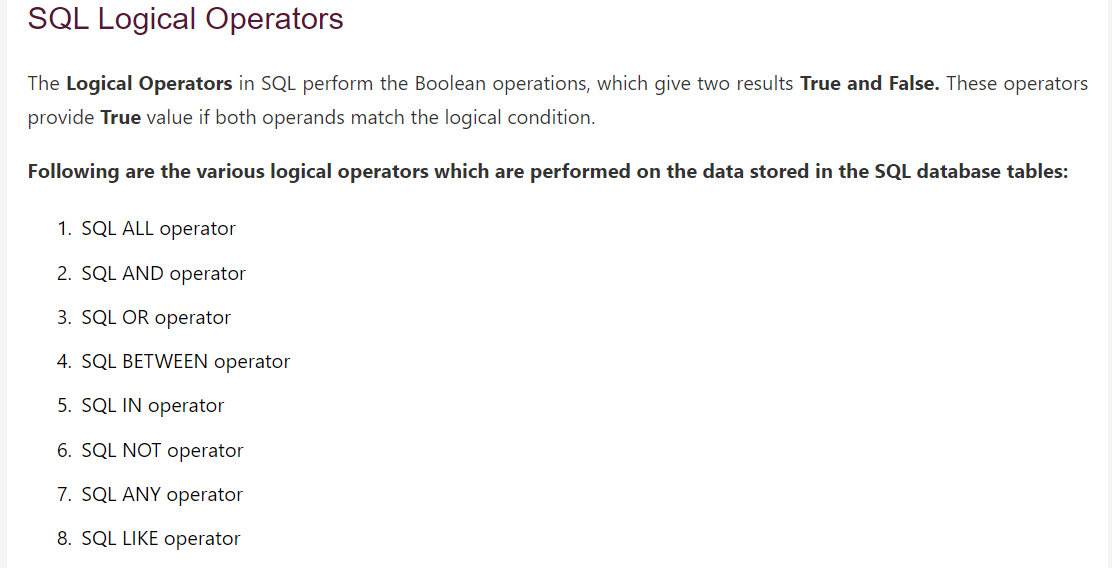 SQL Logical Operators
The Logical Operators in SQL perform the Boolean operations, which give two results True and False. These operators
provide True value if both operands match the logical condition.
Following are the various logical operators which are performed on the data stored in the SQL database tables:
1. SQL ALL operator
2. SQL AND operator
3. SQL OR operator
4. SQL BETWEEN operator
5. SQL IN operator
6. SQL NOT operator
7. SQL ANY operator
8. SQL LIKE operator